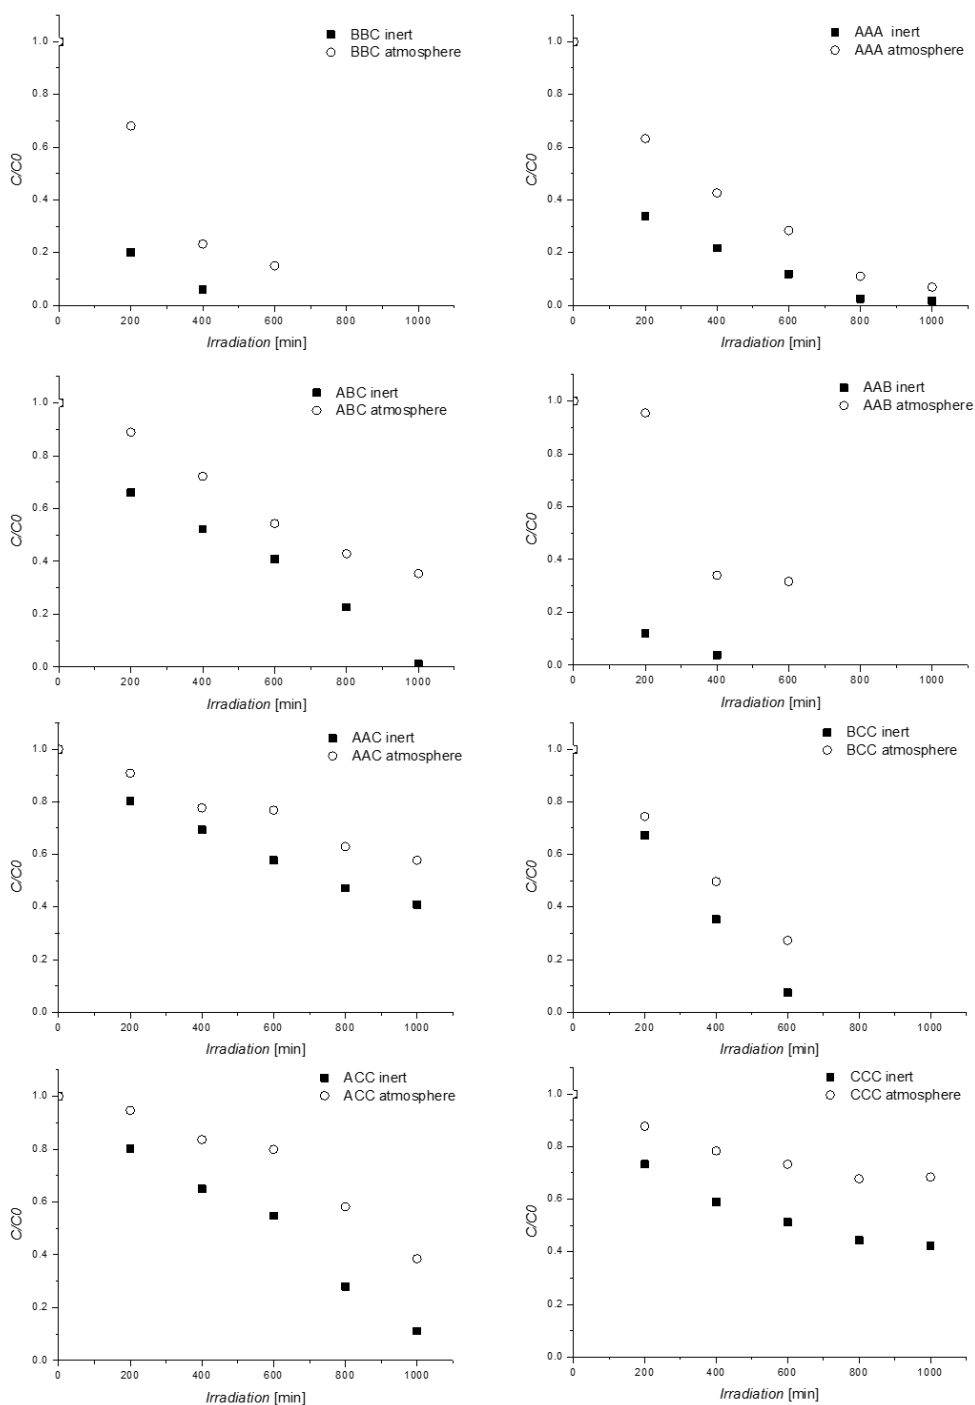 BBC inert
BBC atmosphere
1.0
0.8
0.6
0.4
0.2
0.0
C/C0
0 200 400 600 800 1000
Irradiation [min]
AAA inert
AAA atmosphere
1.0
0.8
0.6
0.4
0.2
0.0
C/C0
0 200 400 600 800 1000
Irradiation [min]
ABC inert
ABC atmosphere
1.0
0.8
0.6
0.4
0.2
0.0
C/C0
0 200 400 600 800 1000
Irradiation [min]
AAB inert
AAB atmosphere
1.0
0.8
0.6
0.4
0.2
0.0
C/C0
0 200 400 600 800 1000
Irradiation [min]
AAC inert
AAC atmosphere
1.0
0.8
0.6
0.4
0.2
0.0
C/C0
0 200 400 600 800 1000
Irradiation [min]
BCC inert
BCC atmosphere
1.0
0.8
0.6
0.4
0.2
0.0
C/C0
0 200 400 600 800 1000
Irradiation [min]
ACC inert
ACC atmosphere
1.0
0.8
0.6
0.4
0.2
0.0
C/C0
0 200 400 600 800 1000
Irradiation [min]
CCC inert
CCC atmosphere
1.0
0.8
0.6
0.4
0.2
0.0
C/C0
0 200 400 600 800 1000
Irradiation [min]